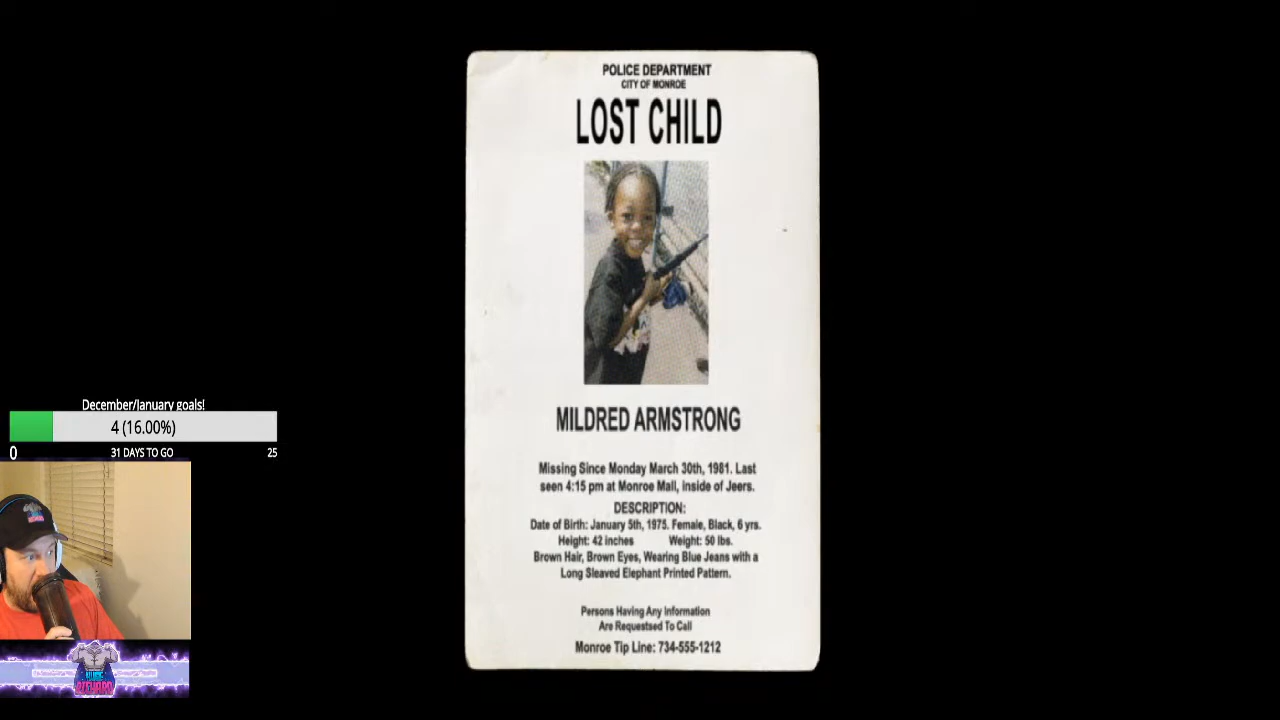 POLICE DEPARTMENT
CITY OF MONROE
LOST CHILD
MILDRED ARMSTRONG
Missing Since Monday March 30th, 1981. Last
seen 4:15 pm at Monroe Mall, inside of Jeers.
DESCRIPTION:
Date of Birth: January 5th, 1975. Female, Black, 6 yrs.
Height: 42 inches Weight: 50 lbs.
Brown Hair, Brown Eyes, Wearing Blue Jeans with a
Long Sleaved Elephant Printed Pattern.
Persons Having Any Information
Are Requestsed To Call
Monroe Tip Line: 734-555-1212
December/January goals!
4 (16.00%)
0 31 DAYS TO GO 25